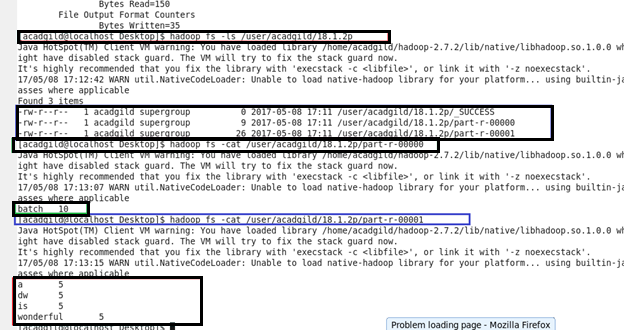 Bytes Read=150
File Output Format Counters
Bytes Written=35
[acadgild@localhost Desktop]$ hadoop fs -ls /user/acadgild/18.1.2p
Java HotSpot(TM) Client VM warning: You have loaded library /home/acadgild/hadoop-2.7.2/lib/native/libhadoop.so.1.0.0 wh
ight have disabled stack guard. The VM will try to fix the stack guard now.
It's highly recommended that you fix the library with 'execstack -c <libfile>', or link it with '-z noexecstack'.
17/05/08 17:12:42 WARN util.NativeCodeLoader: Unable to load native-hadoop library for your platform... using builtin-ja
asses where applicable
Found 3 items
-rw-r--r-- 1 acadgild supergroup 0 2017-05-08 17:11 /user/acadgild/18.1.2p/_SUCCESS
-rw-r--r-- 1 acadgild supergroup 9 2017-05-08 17:11 /user/acadgild/18.1.2p/part-r-00000
-rw-r--r-- 1 acadgild supergroup 26 2017-05-08 17:11 /user/acadgild/18.1.2p/part-r-00001
[acadgild@localhost Desktop]$ hadoop fs -cat /user/acadgild/18.1.2p/part-r-00000
Java HotSpot(TM) Client VM warning: You have loaded library /home/acadgild/hadoop-2.7.2/lib/native/libhadoop.so.1.0.0 wh
ight have disabled stack guard. The VM will try to fix the stack guard now.
It's highly recommended that you fix the library with 'execstack -c <libfile>', or link it with '-z noexecstack'.
17/05/08 17:13:07 WARN util.NativeCodeLoader: Unable to load native-hadoop library for your platform... using builtin-ja
asses where applicable
batch 10
[acadgild@localhost Desktop]$ hadoop fs -cat /user/acadgild/18.1.2p/part-r-00001
Java HotSpot(TM) Client VM warning: You have loaded library /home/acadgild/hadoop-2.7.2/lib/native/libhadoop.so.1.0.0 wh
ight have disabled stack guard. The VM will try to fix the stack guard now.
It's highly recommended that you fix the library with 'execstack -c <libfile>', or link it with '-z noexecstack'.
17/05/08 17:13:15 WARN util.NativeCodeLoader: Unable to load native-hadoop library for your platform... using builtin-ja
asses where applicable
a 5
dw 5
is 5
wonderful 5
[acadgild@localhost Desktop]$
Problem loading page - Mozilla Firefox